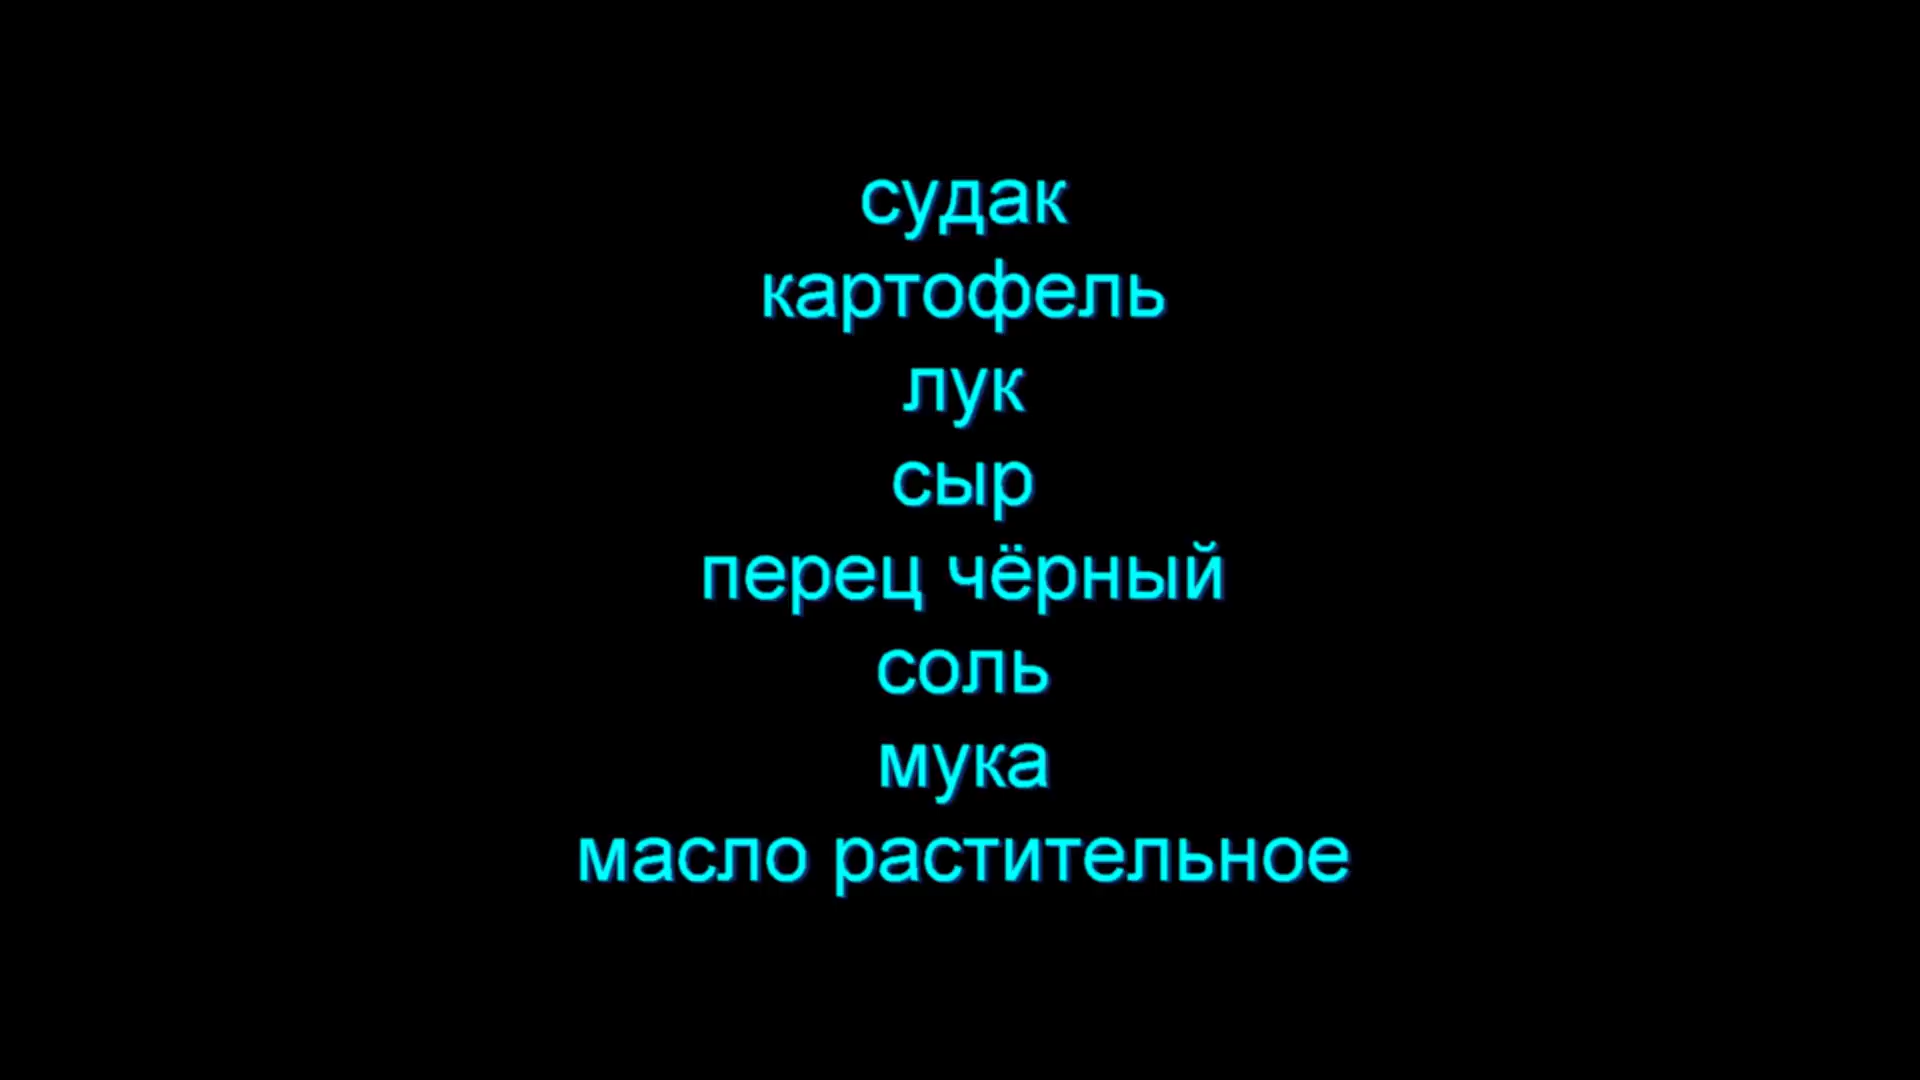 судак
картофель
лук
сыр
перец чёрный
соль
мука
масло растительное